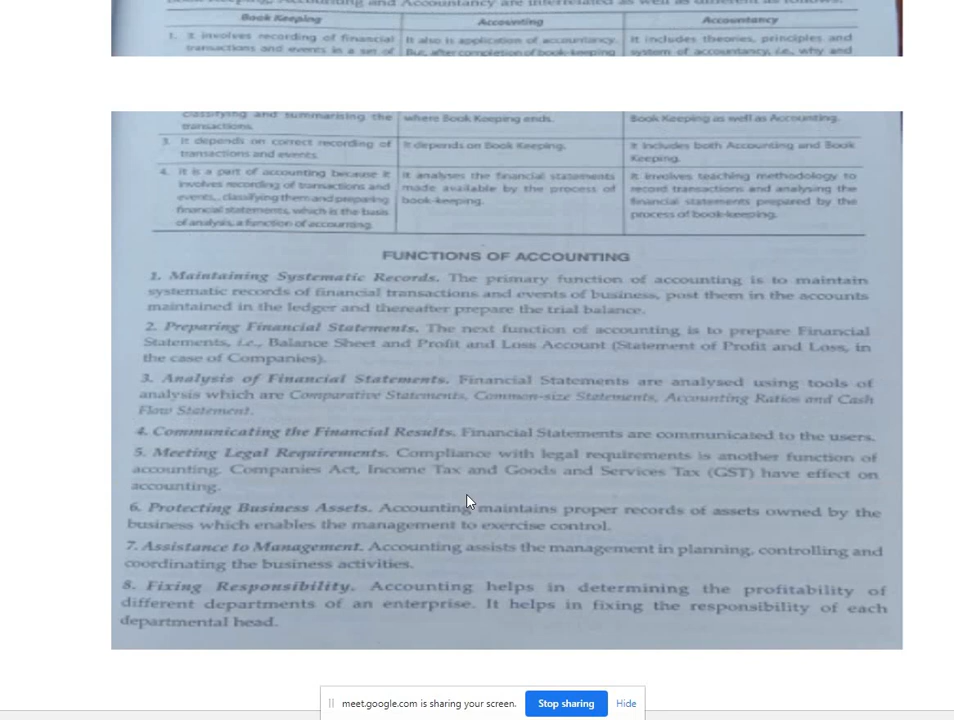 Book Keeping
Accounting
Accountancy
1. It involves recording of financial
transactions and events in a set of
It also is application of accountancy.
But, after completion of book-keeping
It includes theories, principles and
system of accountancy, i.e., why and
classifying and summarising the
transactions.
where Book Keeping ends.
Book Keeping as well as Accounting.
3. It depends on correct recording of
transactions and events.
It depends on Book Keeping.
It includes both Accounting and Book
Keeping.
4. It is a part of accounting because it
involves recording of transactions and
events, classifying them and preparing
financial statements, which is the basis
of analysis, a function of accounting.
It analyses the financial statements
made available by the process of
book-keeping.
It involves teaching methodology to
record transactions and analysing the
financial statements prepared by the
process of book-keeping.
FUNCTIONS OF ACCOUNTING
1. Maintaining Systematic Records. The primary function of accounting is to maintain
systematic records of financial transactions and events of business, post them in the accounts
maintained in the ledger and thereafter prepare the trial balance.
2. Preparing Financial Statements. The next function of accounting is to prepare Financial
Statements, i.e., Balance Sheet and Profit and Loss Account (Statement of Profit and Loss, in
the case of Companies).
3. Analysis of Financial Statements. Financial Statements are analysed using tools of
analysis which are Comparative Statements, Common-size Statements, Accounting Ratios and Cash
Flow Statement.
4. Communicating the Financial Results. Financial Statements are communicated to the users.
5. Meeting Legal Requirements. Compliance with legal requirements is another function of
accounting. Companies Act, Income Tax and Goods and Services Tax (GST) have effect on
accounting.
6. Protecting Business Assets. Accounting maintains proper records of assets owned by the
business which enables the management to exercise control.
7. Assistance to Management. Accounting assists the management in planning, controlling and
coordinating the business activities.
8. Fixing Responsibility. Accounting helps in determining the profitability of
different departments of an enterprise. It helps in fixing the responsibility of each
departmental head.
meet.google.com is sharing your screen.
Stop sharing
Hide